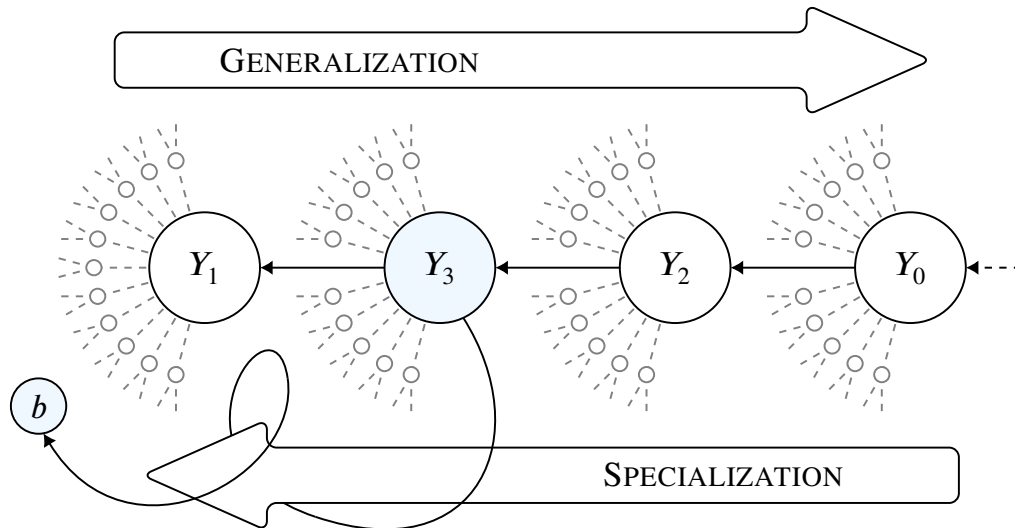 GENERALIZATION
Y₁ Y₃ Y₂ Y₀
b
SPECIALIZATION